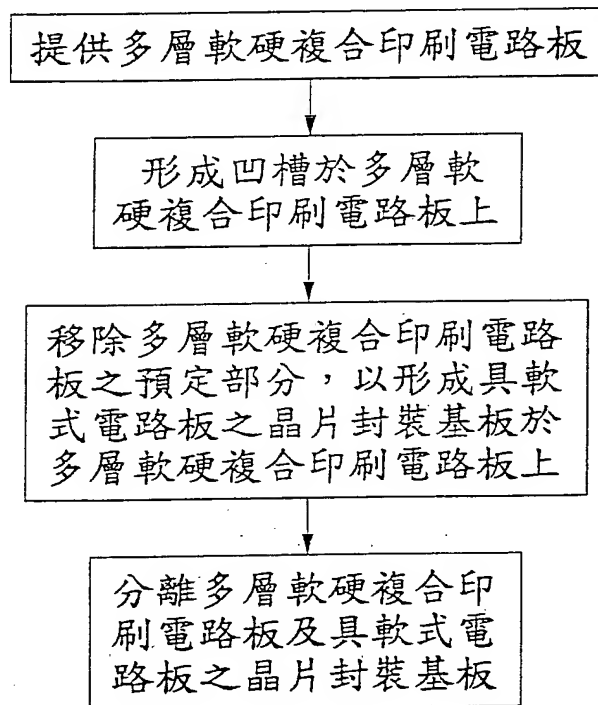 提供多層軟硬複合印刷電路板
形成凹槽於多層軟
硬複合印刷電路板上
移除多層軟硬複合印刷電路
板之預定部分，以形成具軟
式電路板之晶片封裝基板於
多層軟硬複合印刷電路板上
分離多層軟硬複合印
刷電路板及具軟式電
路板之晶片封裝基板